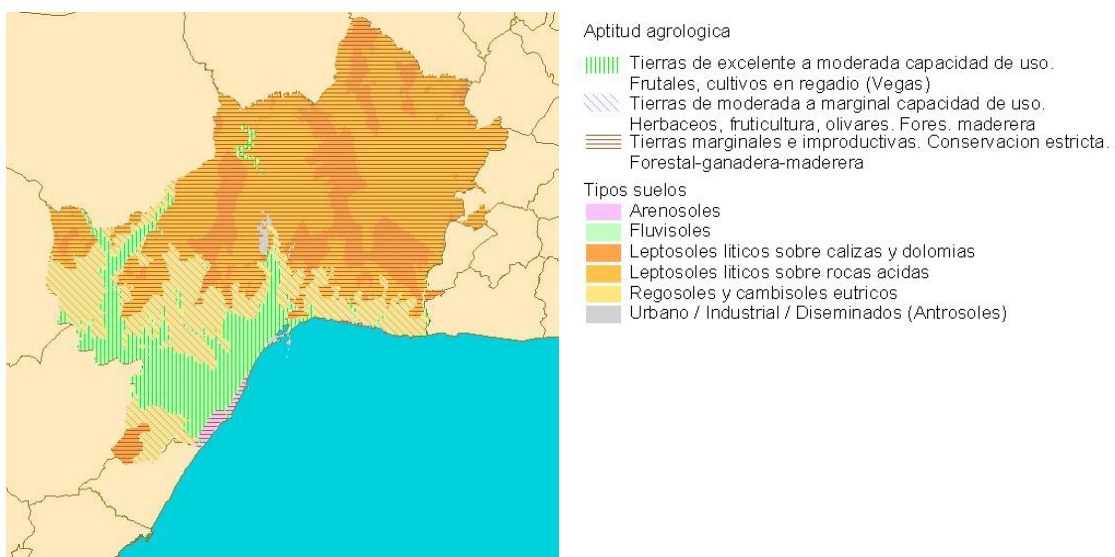 Aptitud agrologica
Tierras de excelente a moderada capacidad de uso.
Frutales, cultivos en regadio (Vegas)
Tierras de moderada a marginal capacidad de uso.
Herbaceos, fruticultura, olivares. Fores. maderera
Tierras marginales e improductivas. Conservacion estricta.
Forestal-ganadera-maderera
Tipos suelos
Arenosoles
Fluvisoles
Leptosoles liticos sobre calizas y dolomias
Leptosoles liticos sobre rocas acidas
Regosoles y cambisoles eutricos
Urbano / Industrial / Diseminados (Antrosoles)